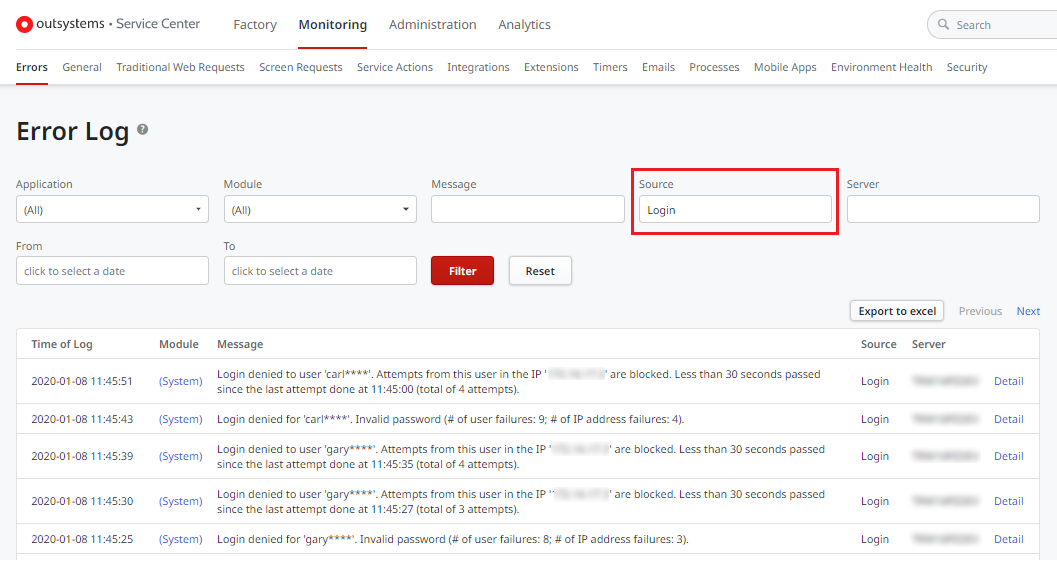 outsystems • Service Center Factory Monitoring Administration Analytics Search
Errors General Traditional Web Requests Screen Requests Service Actions Integrations Extensions Timers Emails Processes Mobile Apps Environment Health Security
Error Log ?
Application Module Message Source Server
(All) (All) Login
From To
click to select a date click to select a date Filter Reset
Export to excel Previous Next
Time of Log Module Message Source Server
2020-01-08 11:45:51 (System) Login denied to user 'carl****'. Attempts from this user in the IP ' ' are blocked. Less than 30 seconds passed
since the last attempt done at 11:45:00 (total of 4 attempts). Login Detail
2020-01-08 11:45:43 (System) Login denied for 'carl****'. Invalid password (# of user failures: 9; # of IP address failures: 4). Login Detail
2020-01-08 11:45:39 (System) Login denied to user 'gary****'. Attempts from this user in the IP ' ' are blocked. Less than 30 seconds passed
since the last attempt done at 11:45:35 (total of 4 attempts). Login Detail
2020-01-08 11:45:30 (System) Login denied to user 'gary****'. Attempts from this user in the IP ' ' are blocked. Less than 30 seconds passed
since the last attempt done at 11:45:27 (total of 3 attempts). Login Detail
2020-01-08 11:45:25 (System) Login denied for 'gary****'. Invalid password (# of user failures: 8; # of IP address failures: 3). Login Detail